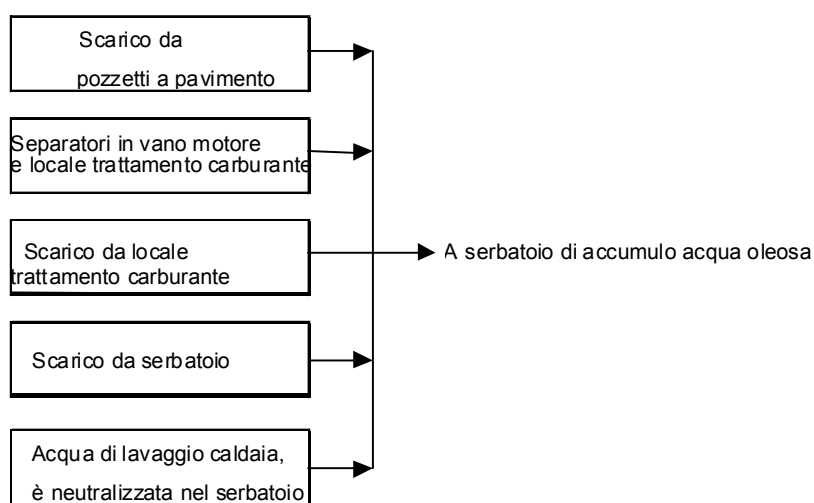 Scarico da
pozzetti a pavimento
Separatori in vano motore
e locale trattamento carburante
Scarico da locale
trattamento carburante
A serbatoio di accumulo acqua oleosa
Scarico da serbatoio
Acqua di lavaggio caldaia,
è neutralizzata nel serbatoio